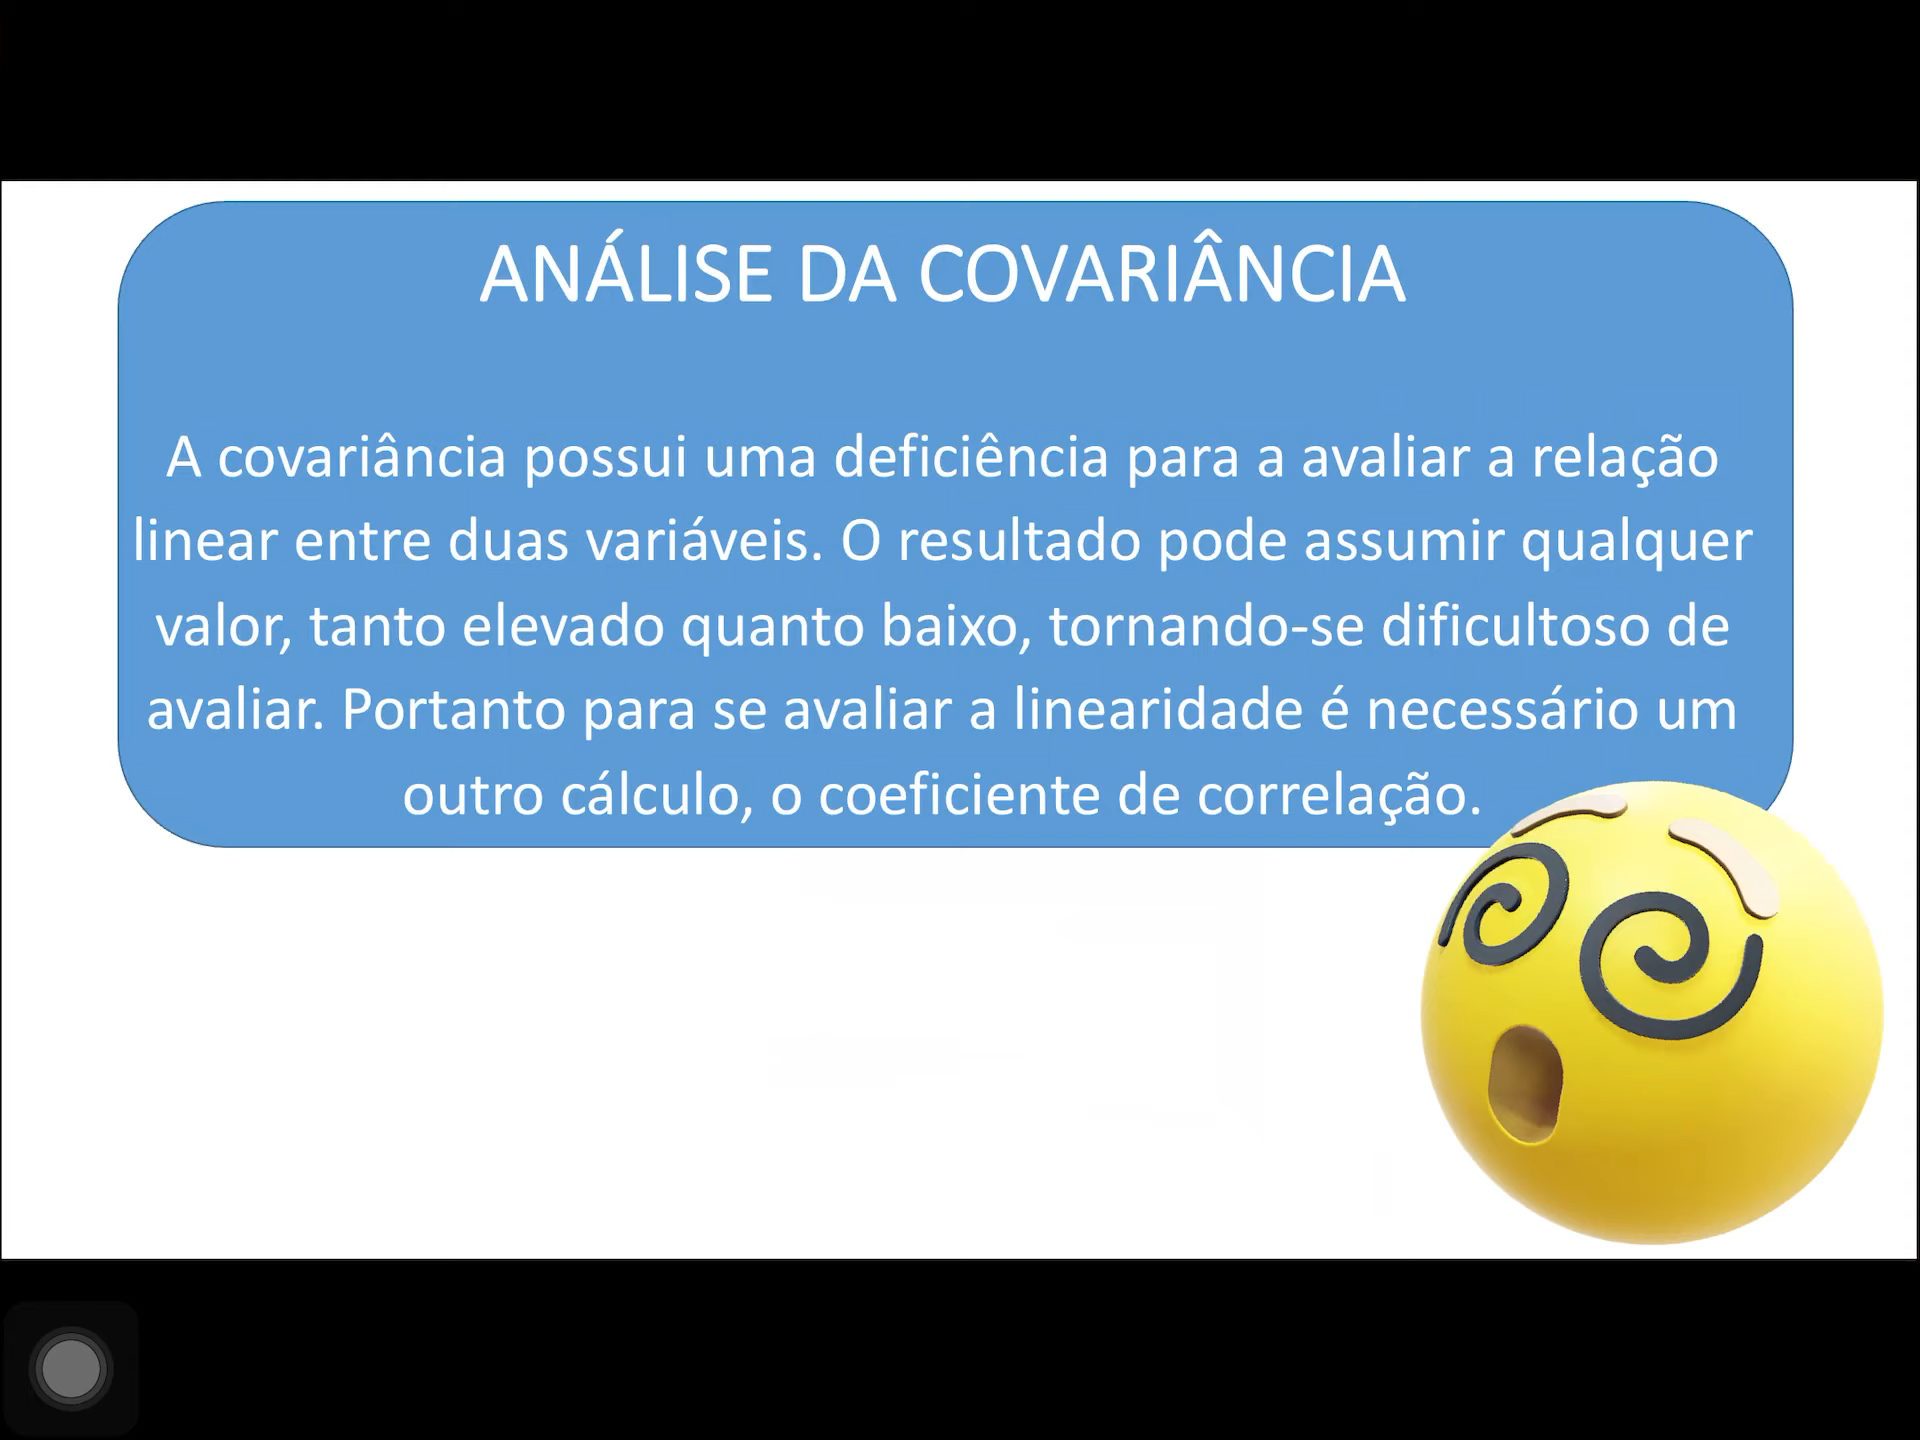 ANÁLISE DA COVARIÂNCIA
A covariância possui uma deficiência para a avaliar a relação
linear entre duas variáveis. O resultado pode assumir qualquer
valor, tanto elevado quanto baixo, tornando-se dificultoso de
avaliar. Portanto para se avaliar a linearidade é necessário um
outro cálculo, o coeficiente de correlação.